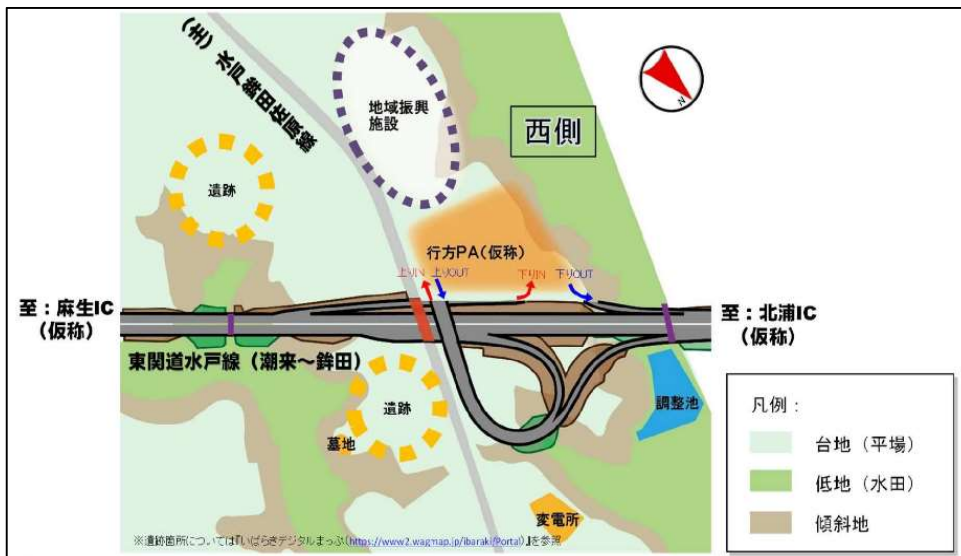 (主)水戸鉾田佐原線
地域振興
施設
西側
N
遺跡
行方PA(仮称)
上りIN
上りOUT
下りIN
下りOUT
至：麻生IC
(仮称)
至：北浦IC
(仮称)
東関道水戸線（潮来～鉾田）
遺跡
墓地
調整池
変電所
凡例：
台地（平場）
低地（水田）
傾斜地
※遺跡箇所については『いばらきデジタルまっぷ(https://www2.wagmap.jp/ibaraki/Portal)』を参照